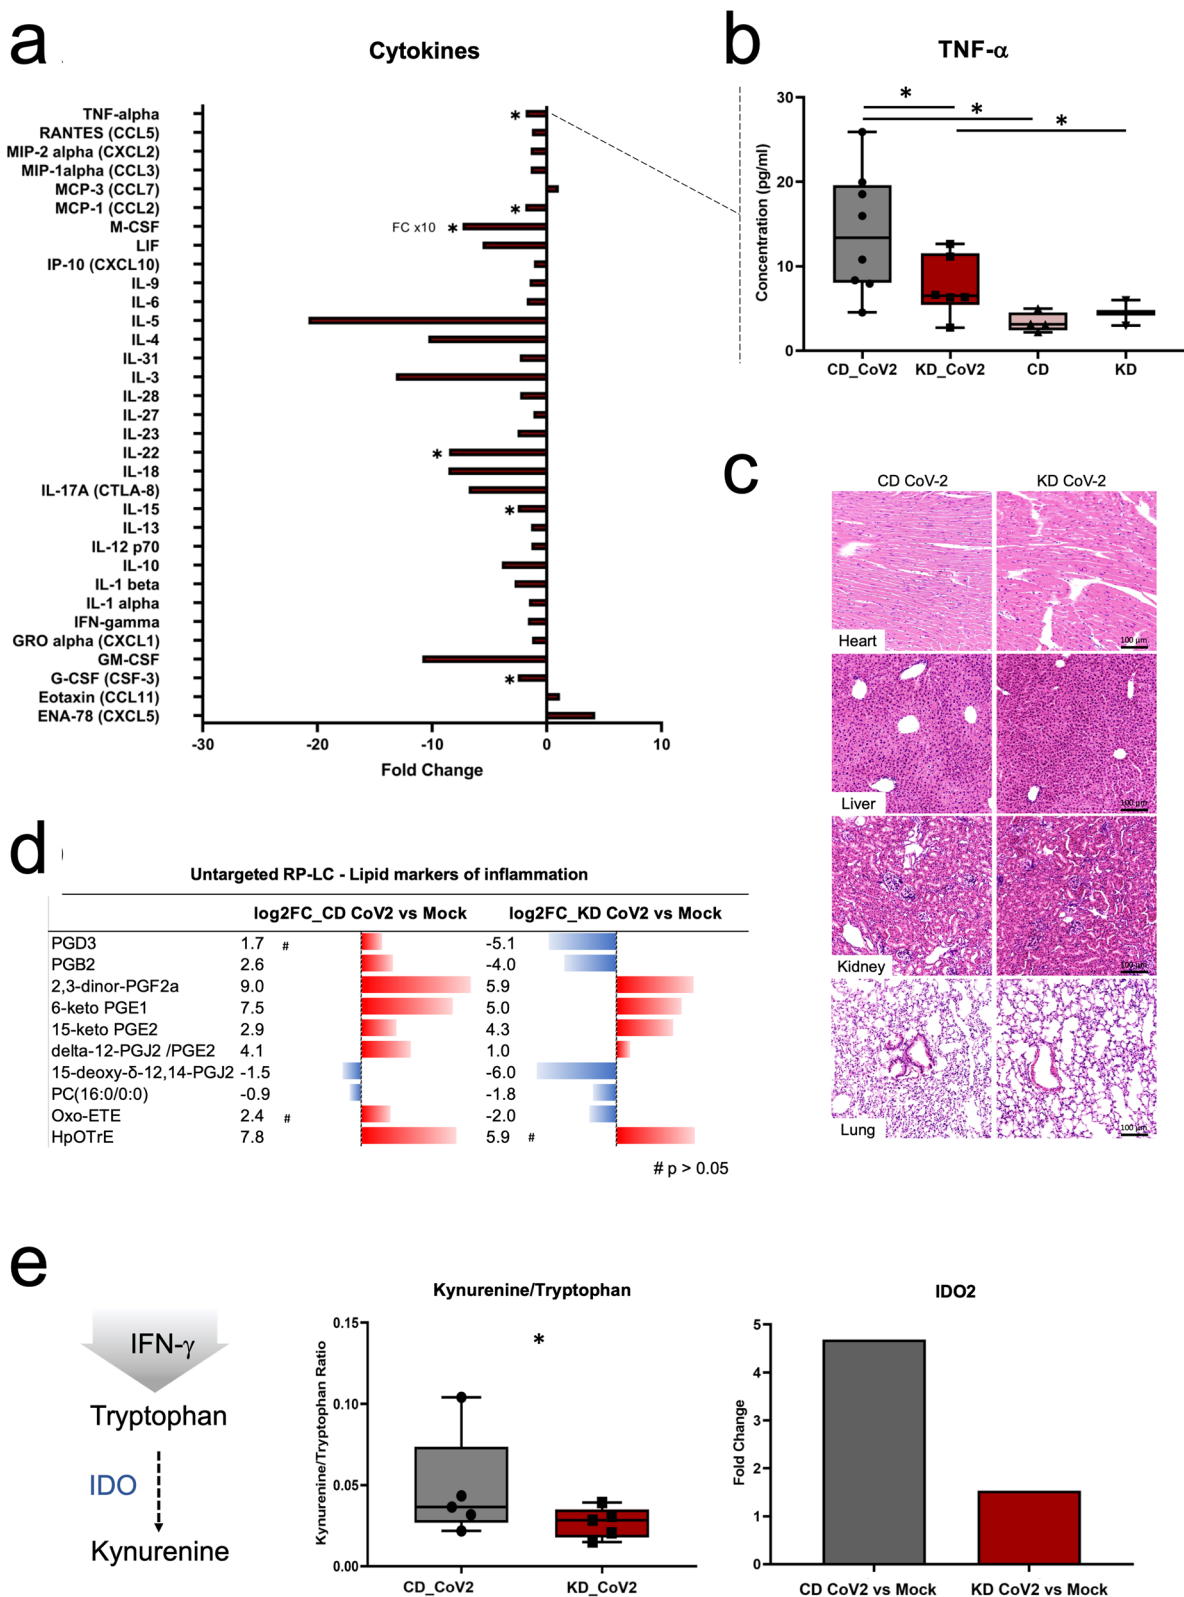 a
Cytokines
TNF-alpha
*
RANTES (CCL5)
MIP-2 alpha (CXCL2)
MIP-1alpha (CCL3)
MCP-3 (CCL7)
MCP-1 (CCL2)
*
M-CSF
FC x10 *
LIF
IP-10 (CXCL10)
IL-9
IL-6
IL-5
IL-4
IL-31
IL-3
IL-28
IL-27
IL-23
IL-22
*
IL-18
IL-17A (CTLA-8)
IL-15
*
IL-13
IL-12 p70
IL-10
IL-1 beta
IL-1 alpha
IFN-gamma
GRO alpha (CXCL1)
GM-CSF
G-CSF (CSF-3)
*
Eotaxin (CCL11)
ENA-78 (CXCL5)
-30 -20 -10 0 10
Fold Change
b
TNF-α
Concentration (pg/ml)
30
20
10
0
*
*
*
CD_CoV2 KD_CoV2 CD KD
c
CD CoV-2 KD CoV-2
Heart
100 µm
Liver
100 µm
Kidney
100 µm
Lung
100 µm
d
Untargeted RP-LC - Lipid markers of inflammation
log2FC_CD CoV2 vs Mock log2FC_KD CoV2 vs Mock
PGD3 1.7 # -5.1
PGB2 2.6 -4.0
2,3-dinor-PGF2a 9.0 5.9
6-keto PGE1 7.5 5.0
15-keto PGE2 2.9 4.3
delta-12-PGJ2 /PGE2 4.1 1.0
15-deoxy-δ-12,14-PGJ2 -1.5 -6.0
PC(16:0/0:0) -0.9 -1.8
Oxo-ETE 2.4 # -2.0
HpOTrE 7.8 5.9 #
# p > 0.05
e
IFN-γ
Tryptophan
IDO
Kynurenine
Kynurenine/Tryptophan
Kynurenine/Tryptophan Ratio
0.15
0.10
0.05
0.00
*
CD_CoV2 KD_CoV2
IDO2
Fold Change
5
4
3
2
1
0
CD CoV2 vs Mock KD CoV2 vs Mock